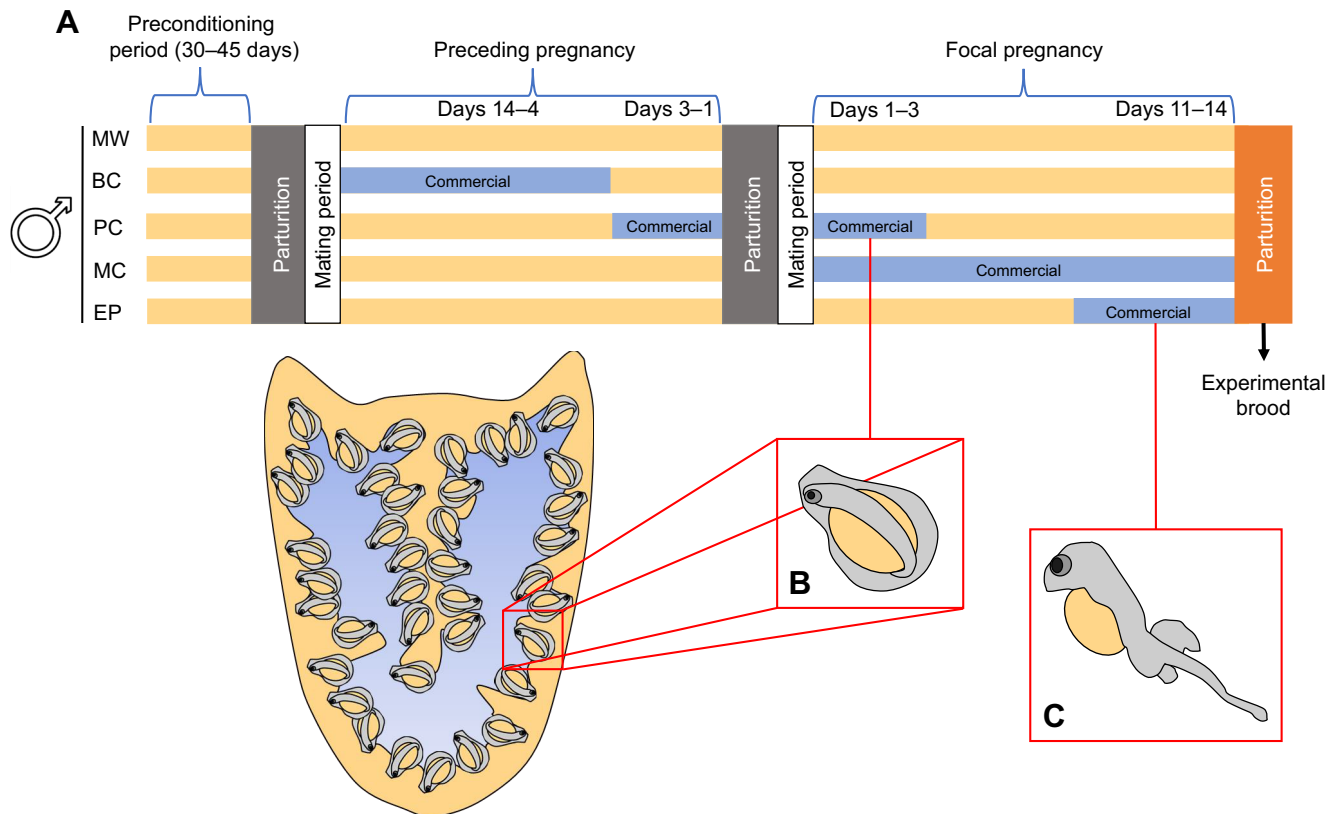 A
Preconditioning
period (30–45 days)
Preceding pregnancy
Focal pregnancy
Days 14–4
Days 3–1
Days 1–3
Days 11–14
MW
BC
Commercial
PC
Commercial
Commercial
MC
Commercial
EP
Commercial
Parturition
Mating period
Parturition
Mating period
Parturition
Experimental
brood
B
C